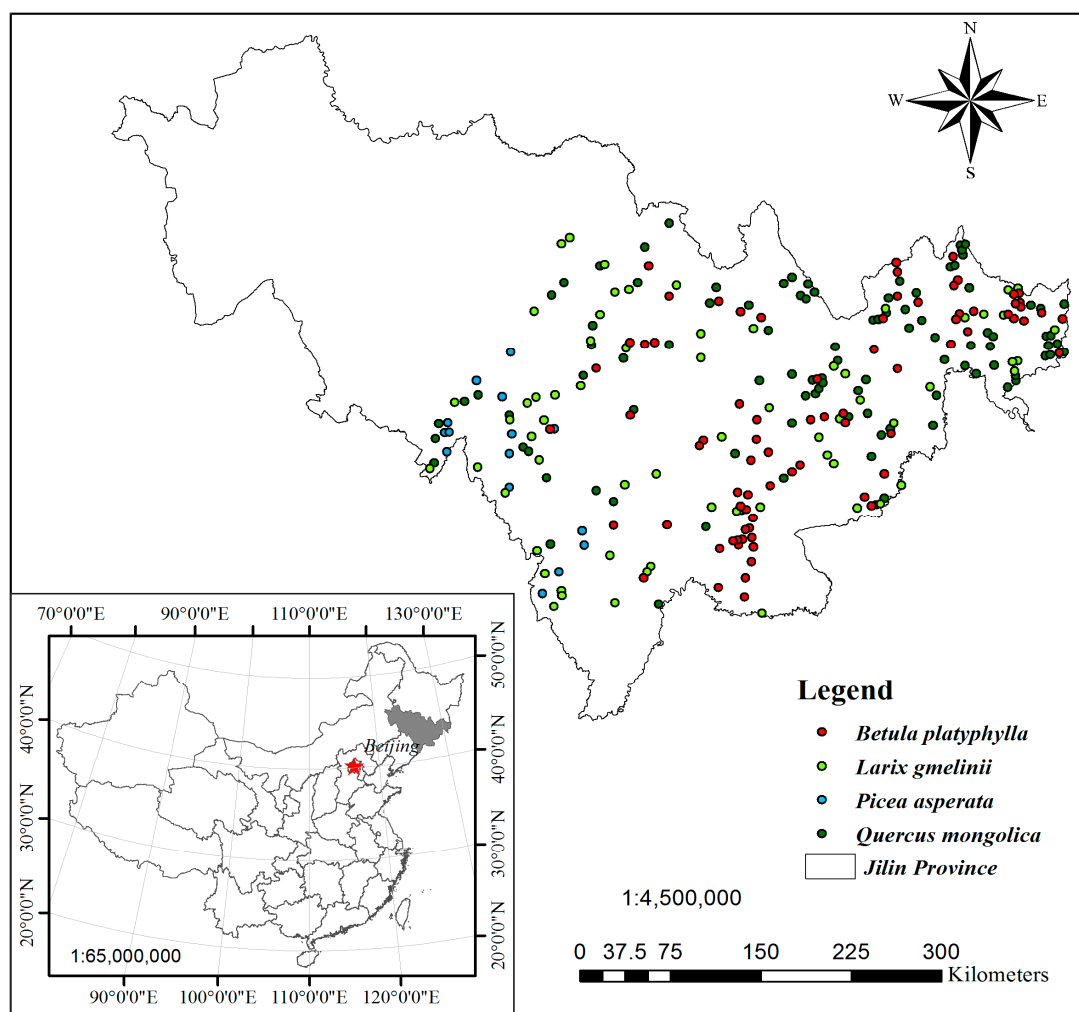 N
W
E
S
70°0'0"E 90°0'0"E 110°0'0"E 130°0'0"E
50°0'0"N
40°0'0"N
40°0'0"N
30°0'0"N
30°0'0"N
20°0'0"N
20°0'0"N
Beijing
1:65,000,000
90°0'0"E 100°0'0"E 110°0'0"E 120°0'0"E
Legend
Betula platyphylla
Larix gmelinii
Picea asperata
Quercus mongolica
Jilin Province
1:4,500,000
0 37.5 75 150 225 300
Kilometers